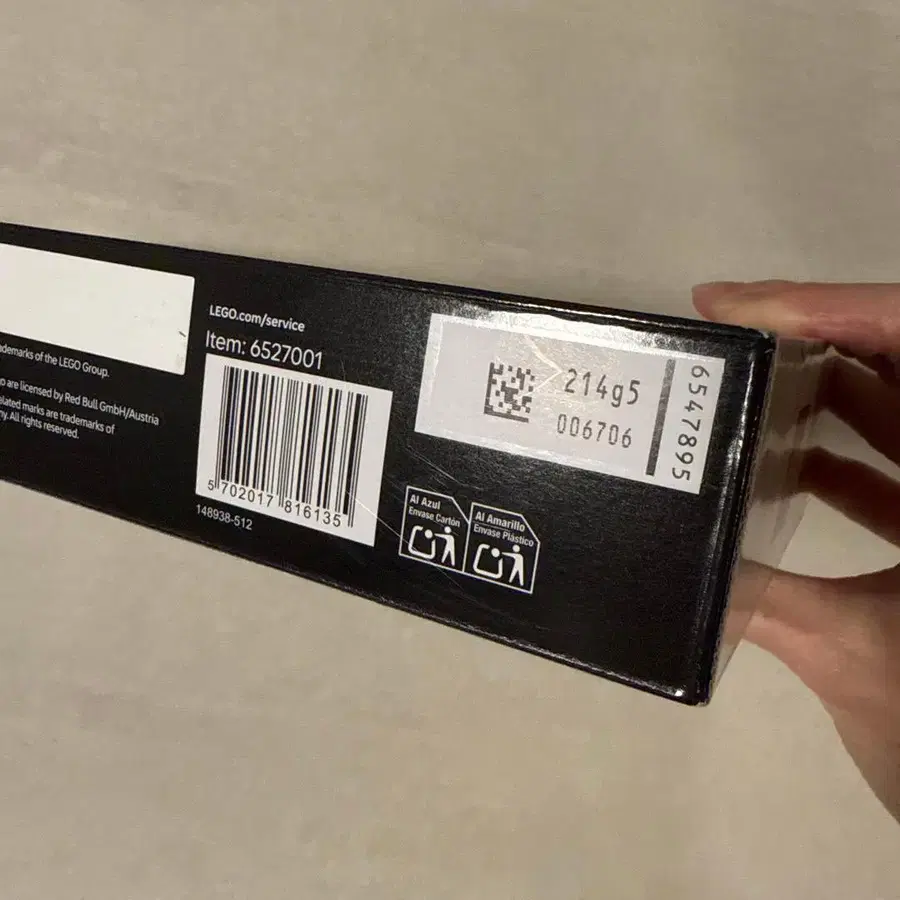 ademarks of the LEGO Group.
o are licensed by Red Bull GmbH/Austria
elated marks are trademarks of
ny. All rights reserved.
LEGO.com/service
Item: 6527001
5 702017 816135
148938-512
214g5
006706
6547895
Al Azul
Envase Cartón
Al Amarillo
Envase Plástico